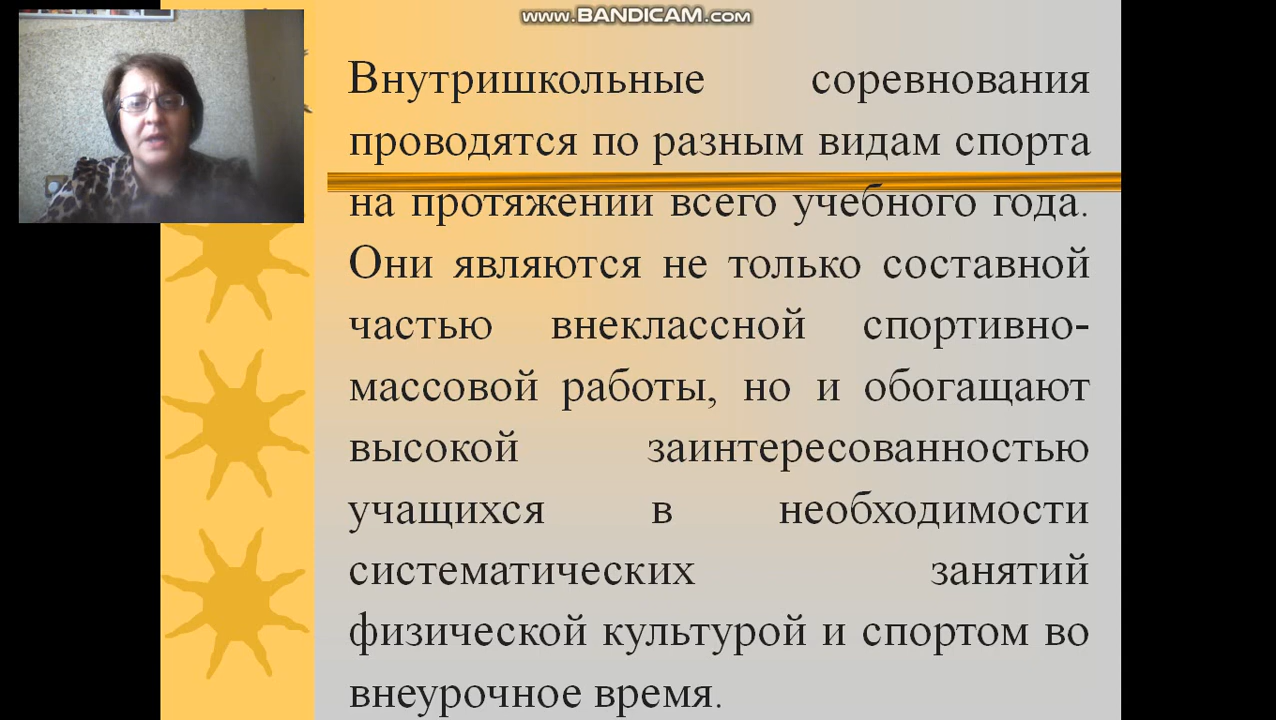 www.BANDICAM.com
Внутришкольные соревнования
проводятся по разным видам спорта
на протяжении всего учебного года.
Они являются не только составной
частью внеклассной спортивно-
массовой работы, но и обогащают
высокой заинтересованностью
учащихся в необходимости
систематических занятий
физической культурой и спортом во
внеурочное время.